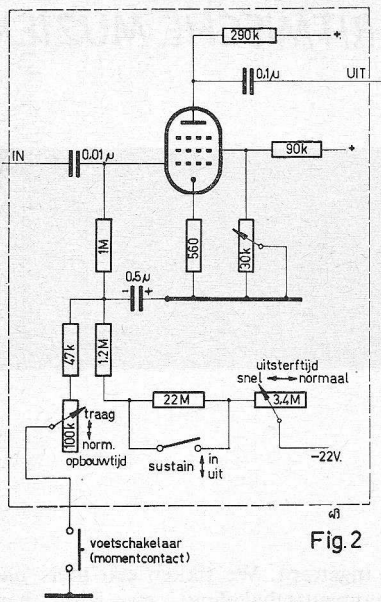 290k
+
0,1µ
UIT
IN
0,01µ
90k
+
1M
560
30k
0,5µ
- +
47k
1.2M
uitsterftijd
snel normaal
22M
3,4M
traag
100k
norm.
opbouwtijd
in
sustain
uit
-22V.
voetschakelaar
(momentcontact)
Fig.2